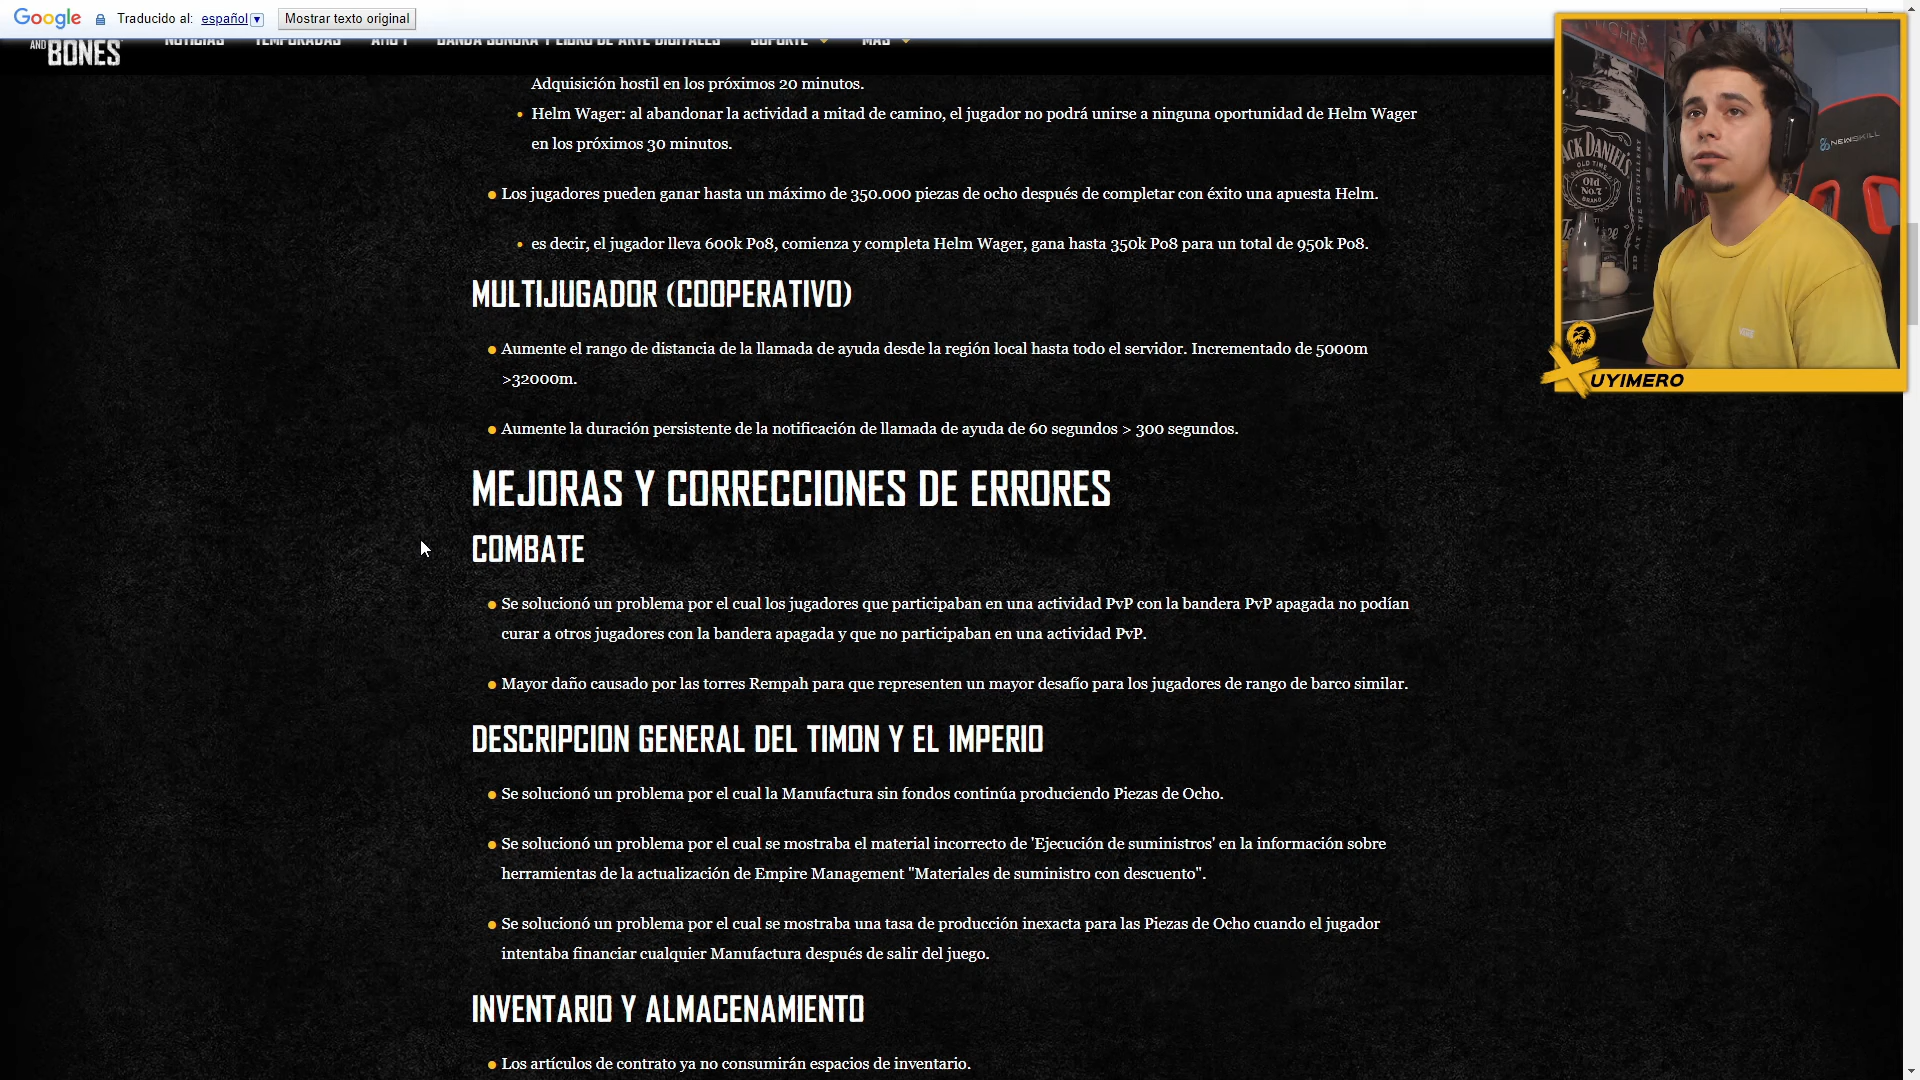 Google Traducido al: español Mostrar texto original
AND BONES NOTICIAS TEMPORADAS AÑO 1 BANDA SONORA Y LIBRO DE ARTE DIGITALES SOPORTE MÁS
Adquisición hostil en los próximos 20 minutos.
Helm Wager: al abandonar la actividad a mitad de camino, el jugador no podrá unirse a ninguna oportunidad de Helm Wager
en los próximos 30 minutos.
Los jugadores pueden ganar hasta un máximo de 350.000 piezas de ocho después de completar con éxito una apuesta Helm.
es decir, el jugador lleva 600k Po8, comienza y completa Helm Wager, gana hasta 350k Po8 para un total de 950k Po8.
MULTIJUGADOR (COOPERATIVO)
Aumente el rango de distancia de la llamada de ayuda desde la región local hasta todo el servidor. Incrementado de 5000m
>32000m.
Aumente la duración persistente de la notificación de llamada de ayuda de 60 segundos > 300 segundos.
MEJORAS Y CORRECCIONES DE ERRORES
COMBATE
Se solucionó un problema por el cual los jugadores que participaban en una actividad PvP con la bandera PvP apagada no podían
curar a otros jugadores con la bandera apagada y que no participaban en una actividad PvP.
Mayor daño causado por las torres Rempah para que representen un mayor desafío para los jugadores de rango de barco similar.
DESCRIPCION GENERAL DEL TIMON Y EL IMPERIO
Se solucionó un problema por el cual la Manufactura sin fondos continúa produciendo Piezas de Ocho.
Se solucionó un problema por el cual se mostraba el material incorrecto de 'Ejecución de suministros' en la información sobre
herramientas de la actualización de Empire Management "Materiales de suministro con descuento".
Se solucionó un problema por el cual se mostraba una tasa de producción inexacta para las Piezas de Ocho cuando el jugador
intentaba financiar cualquier Manufactura después de salir del juego.
INVENTARIO Y ALMACENAMIENTO
Los artículos de contrato ya no consumirán espacios de inventario.
JACK DANIEL'S
OLD TIME
Old
No.7
BRAND
NEWSKILL
XUYIMERO